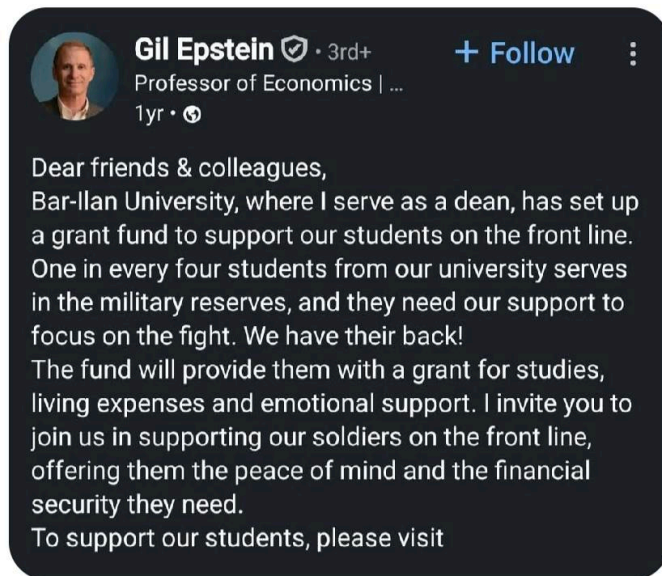 Gil Epstein · 3rd+ + Follow
Professor of Economics | ...
1yr •
Dear friends & colleagues,
Bar-Ilan University, where I serve as a dean, has set up
a grant fund to support our students on the front line.
One in every four students from our university serves
in the military reserves, and they need our support to
focus on the fight. We have their back!
The fund will provide them with a grant for studies,
living expenses and emotional support. I invite you to
join us in supporting our soldiers on the front line,
offering them the peace of mind and the financial
security they need.
To support our students, please visit